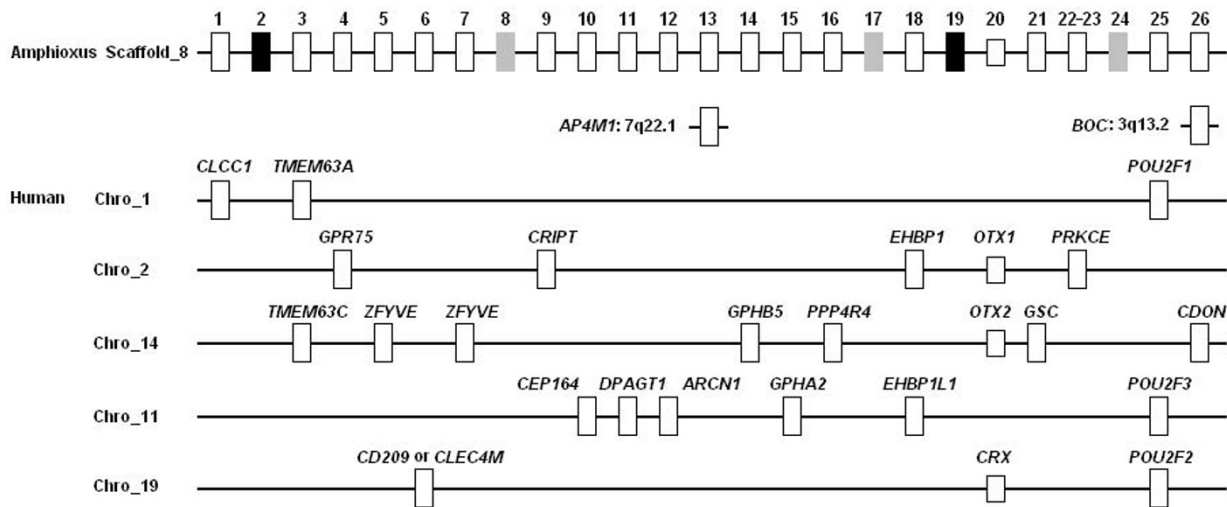 1 2 3 4 5 6 7 8 9 10 11 12 13 14 15 16 17 18 19 20 21 22-23 24 25 26
Amphioxus Scaffold_8
AP4M1: 7q22.1 BOC: 3q13.2
CLCC1 TMEM63A POU2F1
Human Chro_1
GPR75 CRIPT EHBP1 OTX1 PRKCE
Chro_2
TMEM63C ZFYVE ZFYVE GPHB5 PPP4R4 OTX2 GSC CDON
Chro_14
CEP164 DPAGT1 ARCN1 GPHA2 EHBP1L1 POU2F3
Chro_11
CD209 or CLEC4M CRX POU2F2
Chro_19